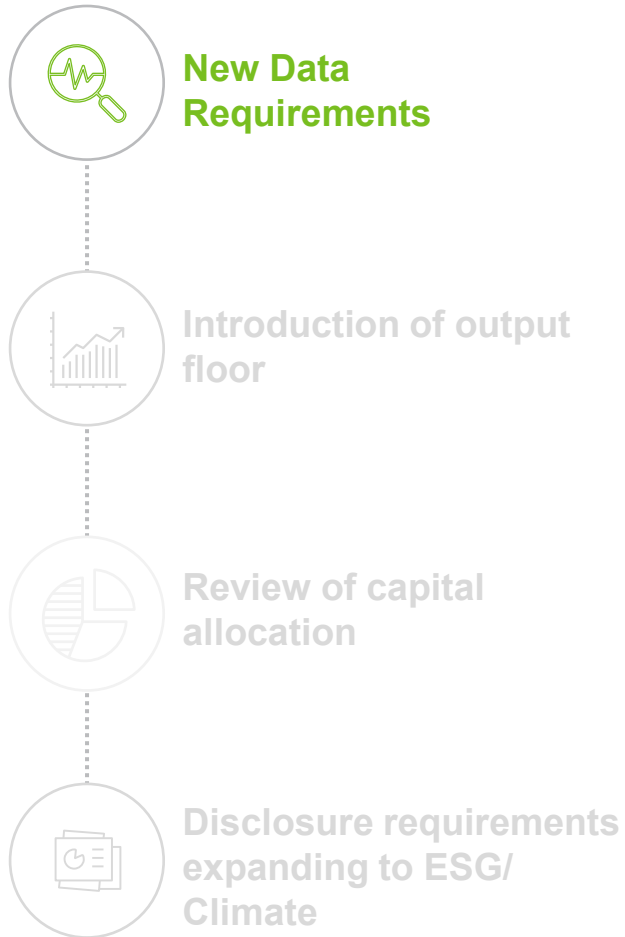 New Data
Requirements
Introduction of output
floor
Review of capital
allocation
Disclosure requirements
expanding to ESG/
Climate